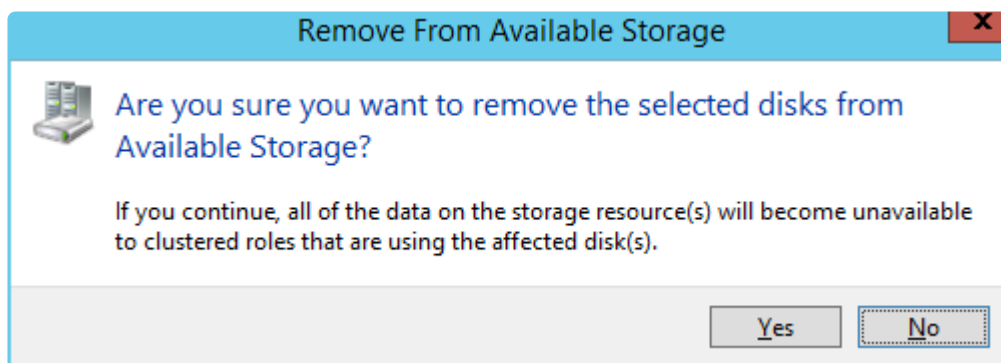 Remove From Available Storage
x
Are you sure you want to remove the selected disks from
Available Storage?
If you continue, all of the data on the storage resource(s) will become unavailable
to clustered roles that are using the affected disk(s).
Yes
No